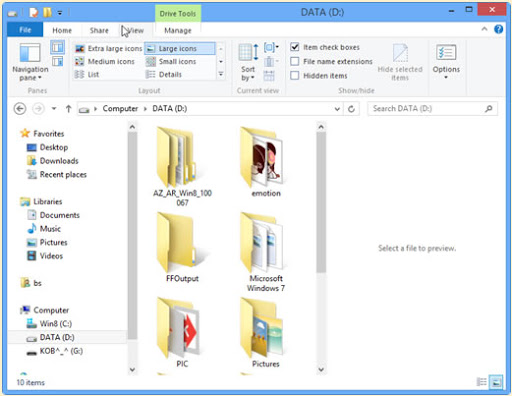 Drive Tools
DATA (D:)
File
Home
Share
View
Manage
Navigation
pane
Extra large icons
Large icons
Medium icons
Small icons
List
Details
Sort
by
Item check boxes
File name extensions
Hidden items
Hide selected
items
Options
Panes
Layout
Current view
Show/hide
Computer
DATA (D:)
Search DATA (D:)
Favorites
Desktop
Downloads
Recent places
Libraries
Documents
Music
Pictures
Videos
bs
Computer
Win8 (C:)
DATA (D:)
KOB^_^ (G:)
AZ_AR_Win8_100
067
emotion
FFOutput
Microsoft
Windows 7
PIC
Pictures
Select a file to preview.
10 items